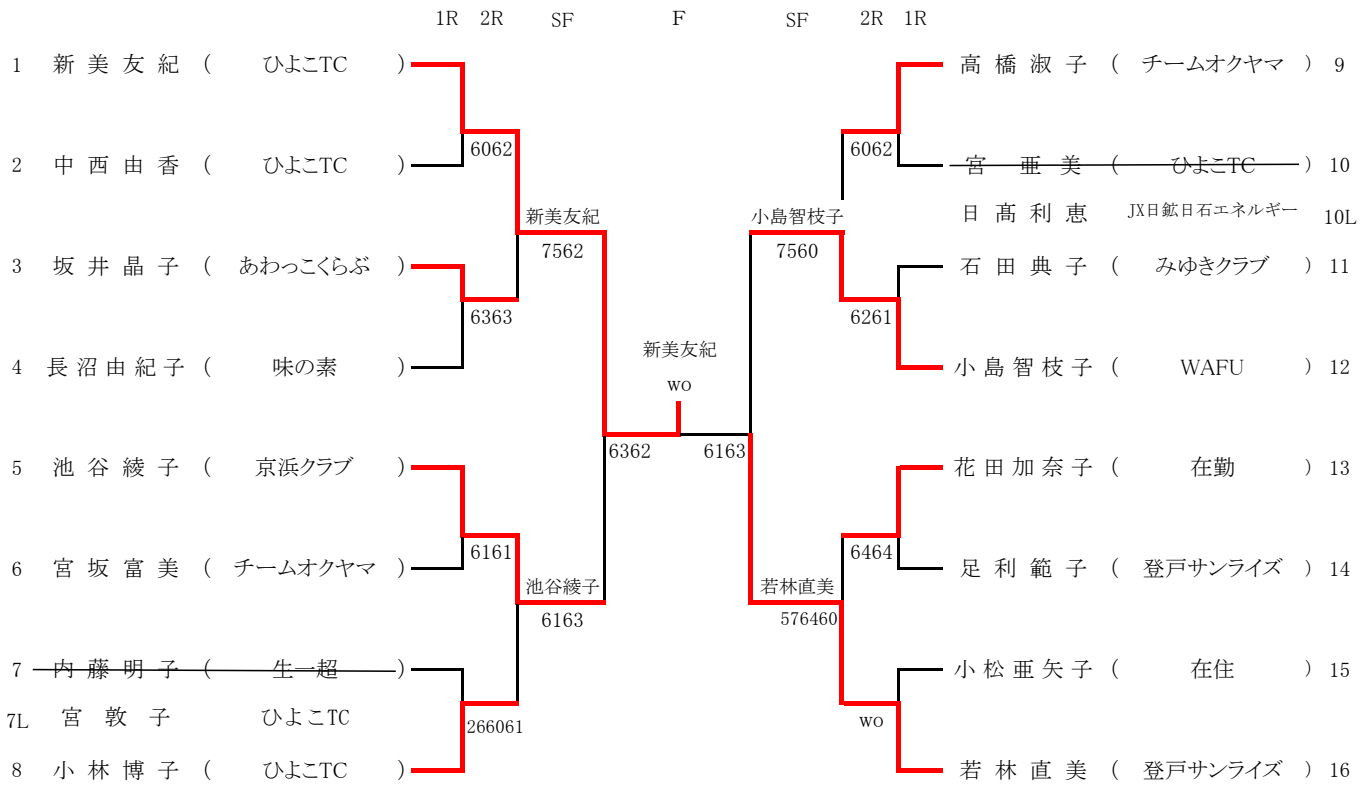 1R 2R SF F SF 2R 1R
1 新美友紀 ( ひよこTC ) 高橋淑子 ( チームオクヤマ ) 9
6062 6062
2 中西由香 ( ひよこTC ) 宮 亜美 ( ひよこTC ) 10
新美友紀 小島智枝子 日髙利恵 JX日鉱日石エネルギー 10L
7562 7560
3 坂井晶子 ( あわっこくらぶ ) 石田典子 ( みゆきクラブ ) 11
6363 6261
新美友紀
4 長沼由紀子 ( 味の素 ) 小島智枝子 ( WAFU ) 12
wo
6362 6163
5 池谷綾子 ( 京浜クラブ ) 花田加奈子 ( 在勤 ) 13
6161 6464
6 宮坂富美 ( チームオクヤマ ) 足利範子 ( 登戸サンライズ ) 14
池谷綾子 若林直美
6163 576460
7 内藤明子 ( 生一超 ) 小松亜矢子 ( 在住 ) 15
7L 宮敦子 ひよこTC 266061 wo
8 小林博子 ( ひよこTC ) 若林直美 ( 登戸サンライズ ) 16